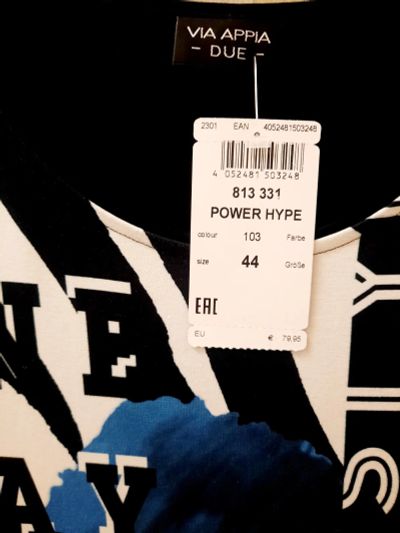 VIA APPIA
- DUE -
2301 EAN 4052481503248
4 052481 503248
813 331
POWER HYPE
colour 103 Farbe
size 44 Größe
EAC
EU € 79,95
NE
AY